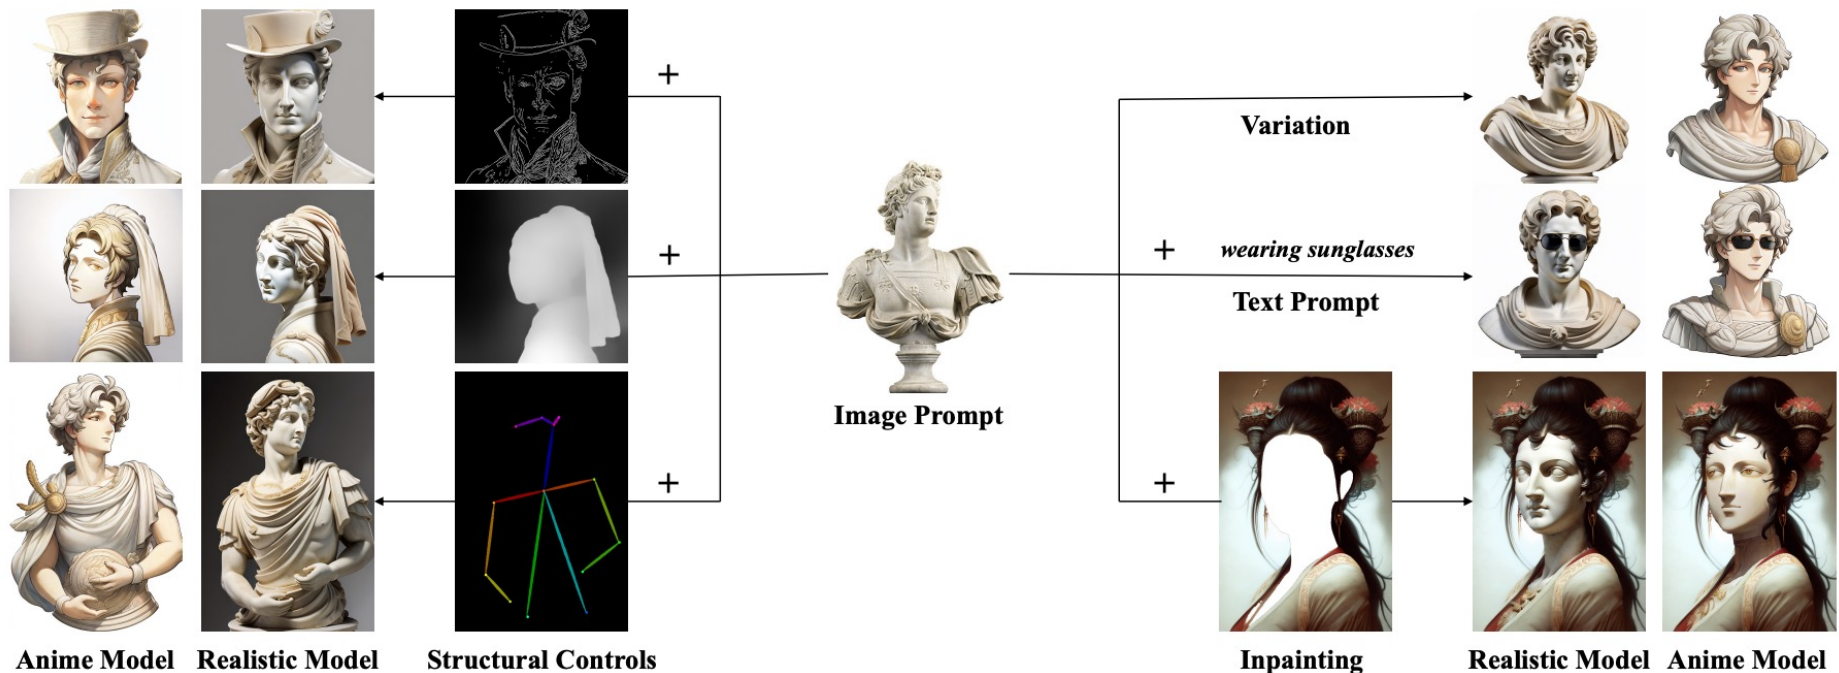 +
+
+
Variation
+ wearing sunglasses
Text Prompt
Image Prompt
+
Anime Model
Realistic Model
Structural Controls
Inpainting
Realistic Model
Anime Model